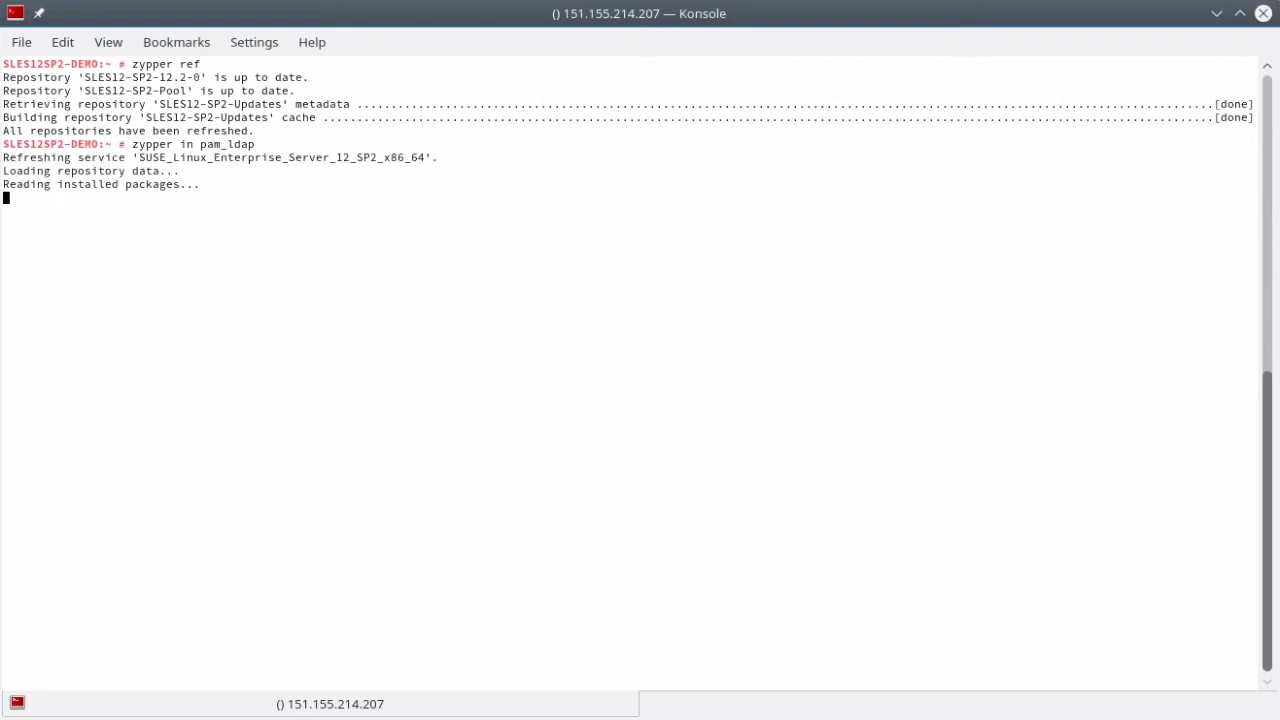 () 151.155.214.207 — Konsole
File Edit View Bookmarks Settings Help
SLES12SP2-DEMO:~ # zypper ref
Repository 'SLES12-SP2-12.2-0' is up to date.
Repository 'SLES12-SP2-Pool' is up to date.
Retrieving repository 'SLES12-SP2-Updates' metadata ................................................................................................................................[done]
Building repository 'SLES12-SP2-Updates' cache .....................................................................................................................................[done]
All repositories have been refreshed.
SLES12SP2-DEMO:~ # zypper in pam_ldap
Refreshing service 'SUSE_Linux_Enterprise_Server_12_SP2_x86_64'.
Loading repository data...
Reading installed packages...
() 151.155.214.207